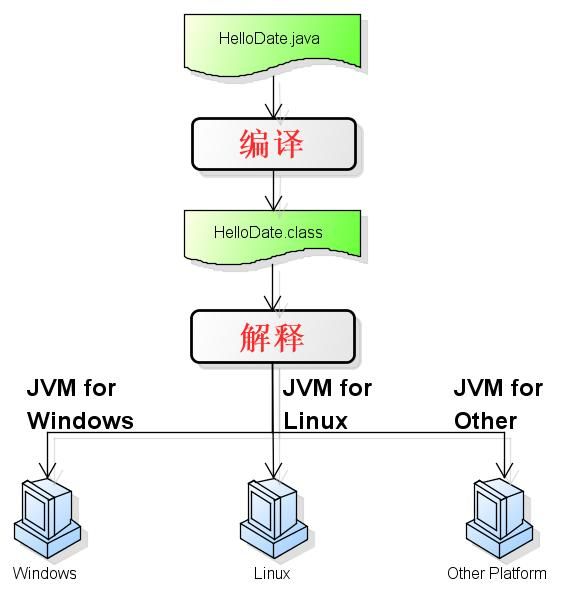 HelloDate.java
编译
HelloDate.class
解释
JVM for
Windows
JVM for
Linux
JVM for
Other
Windows
Linux
Other Platform